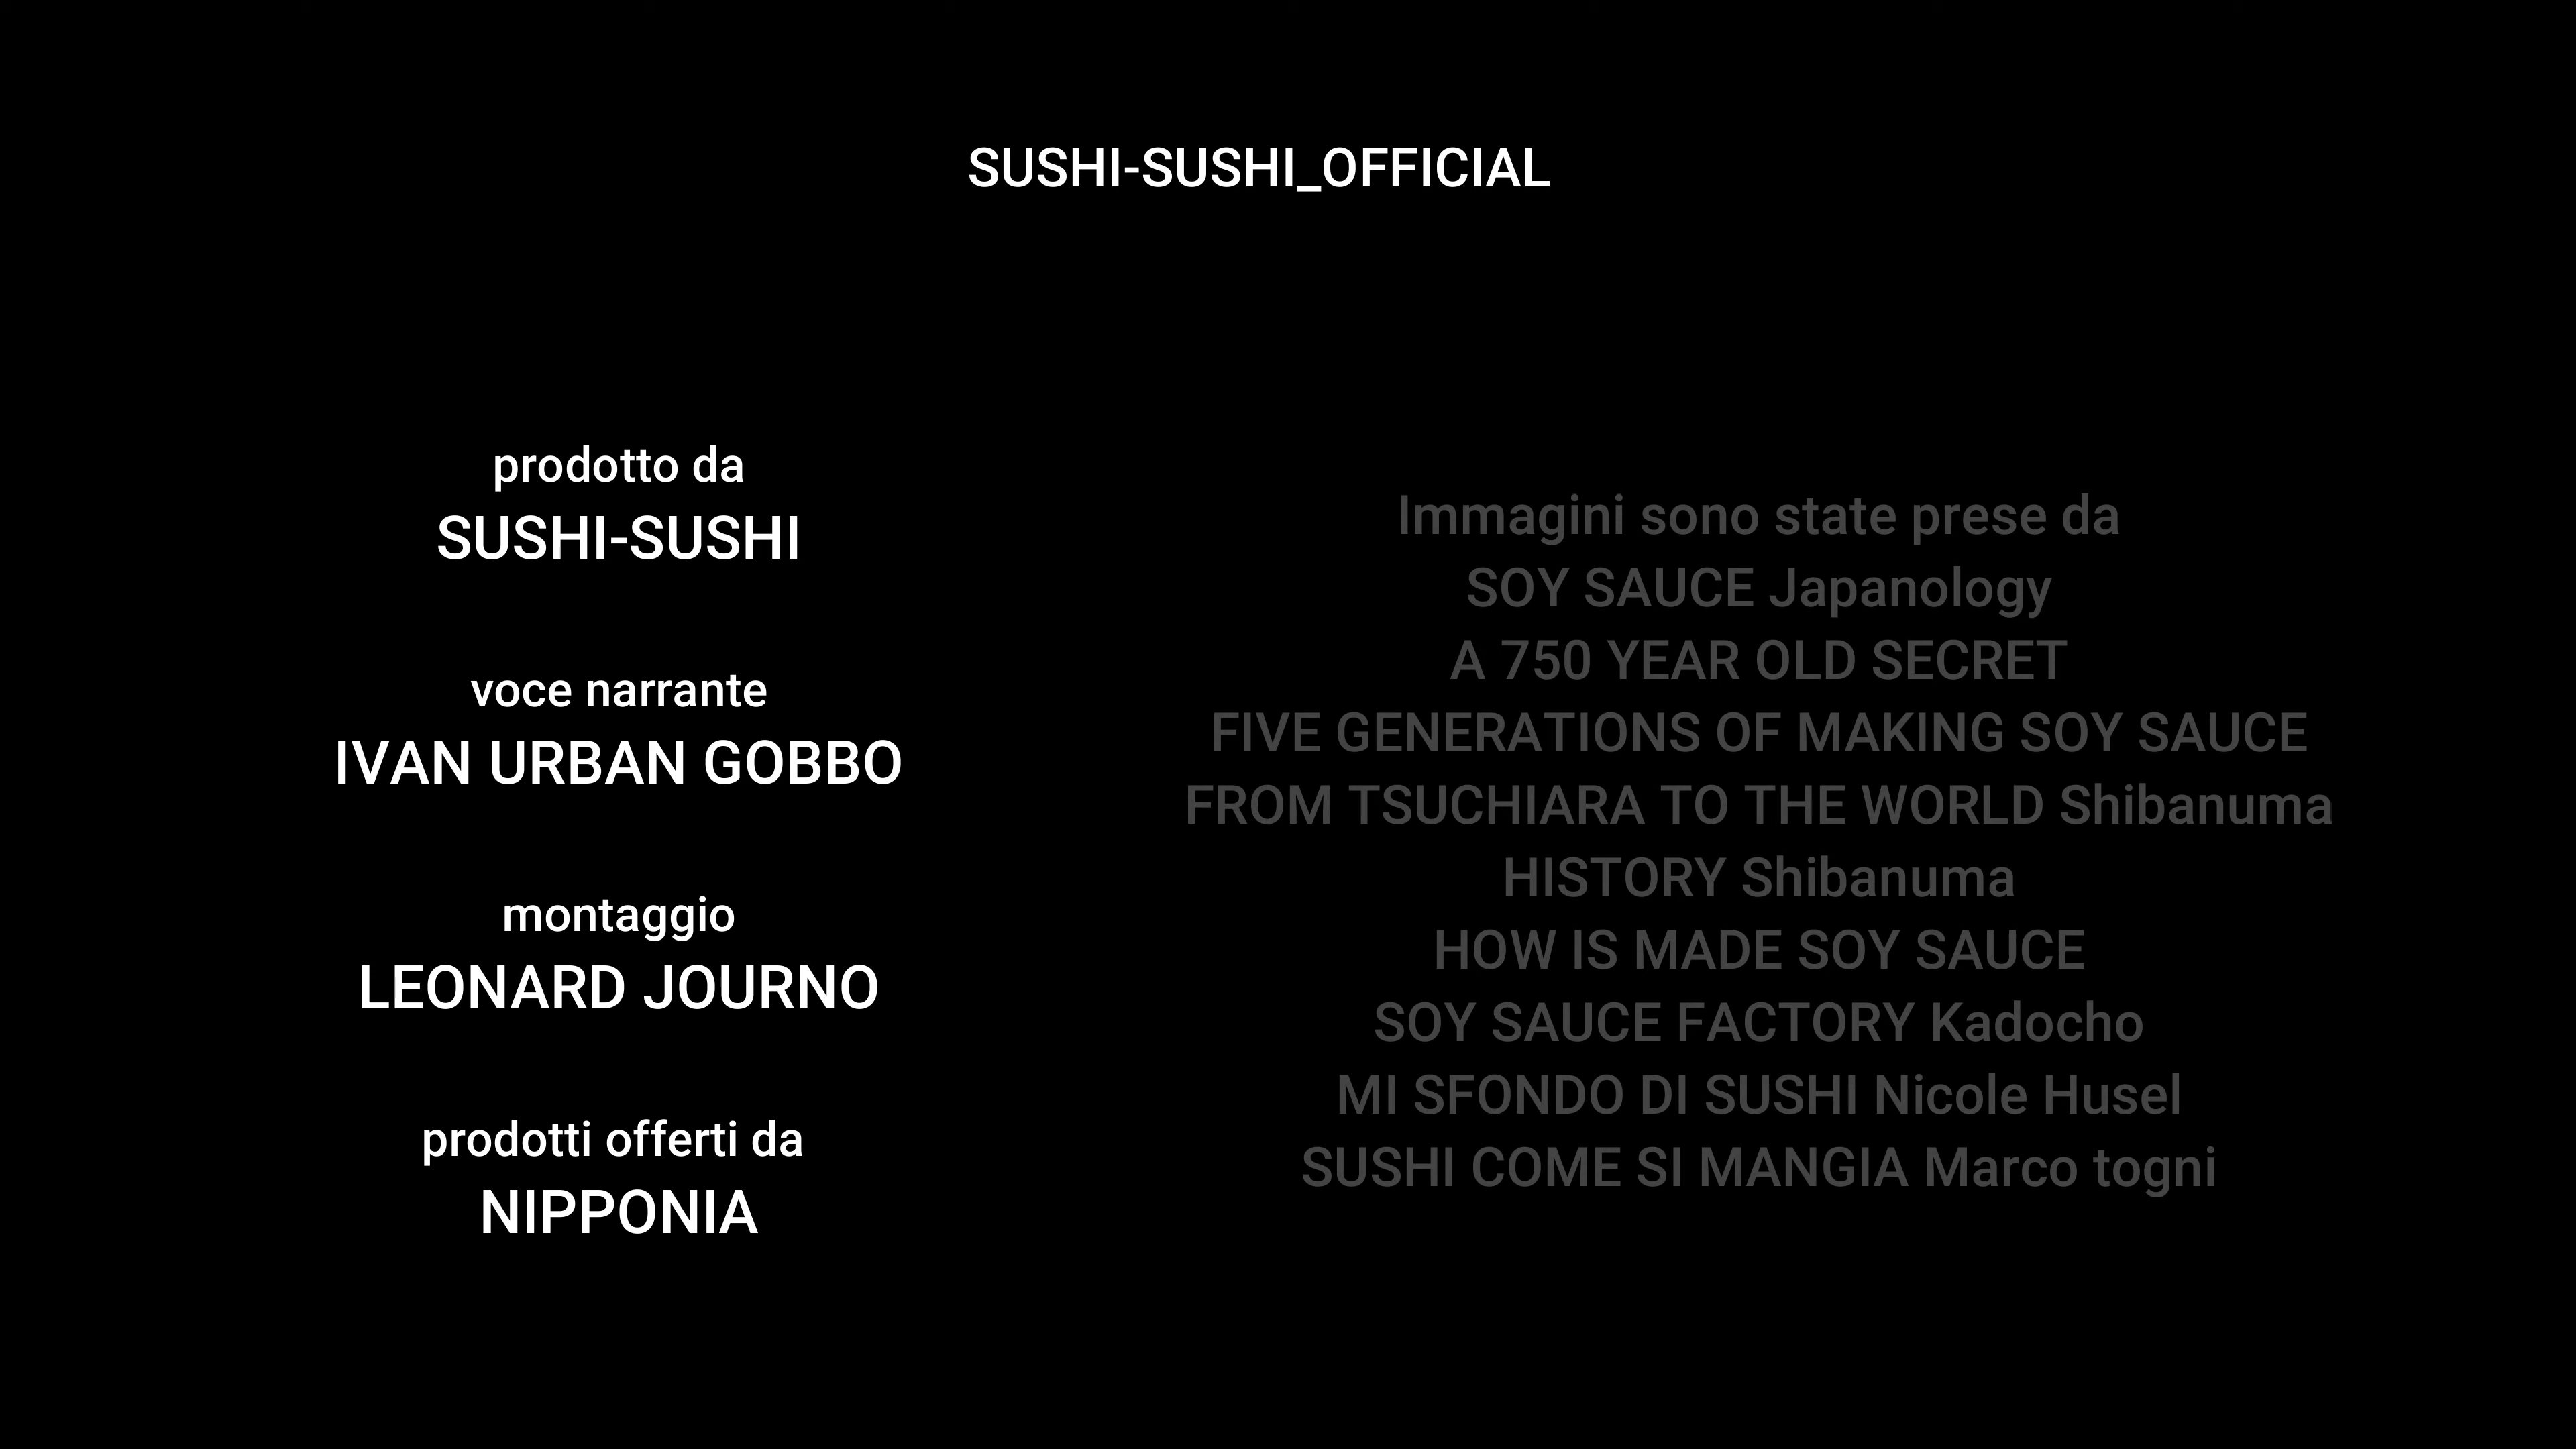 SUSHI-SUSHI_OFFICIAL
prodotto da
SUSHI-SUSHI
voce narrante
IVAN URBAN GOBBO
montaggio
LEONARD JOURNO
prodotti offerti da
NIPPONIA
Immagini sono state prese da
SOY SAUCE Japanology
A 750 YEAR OLD SECRET
FIVE GENERATIONS OF MAKING SOY SAUCE
FROM TSUCHIARA TO THE WORLD Shibanuma
HISTORY Shibanuma
HOW IS MADE SOY SAUCE
SOY SAUCE FACTORY Kadocho
MI SFONDO DI SUSHI Nicole Husel
SUSHI COME SI MANGIA Marco togni